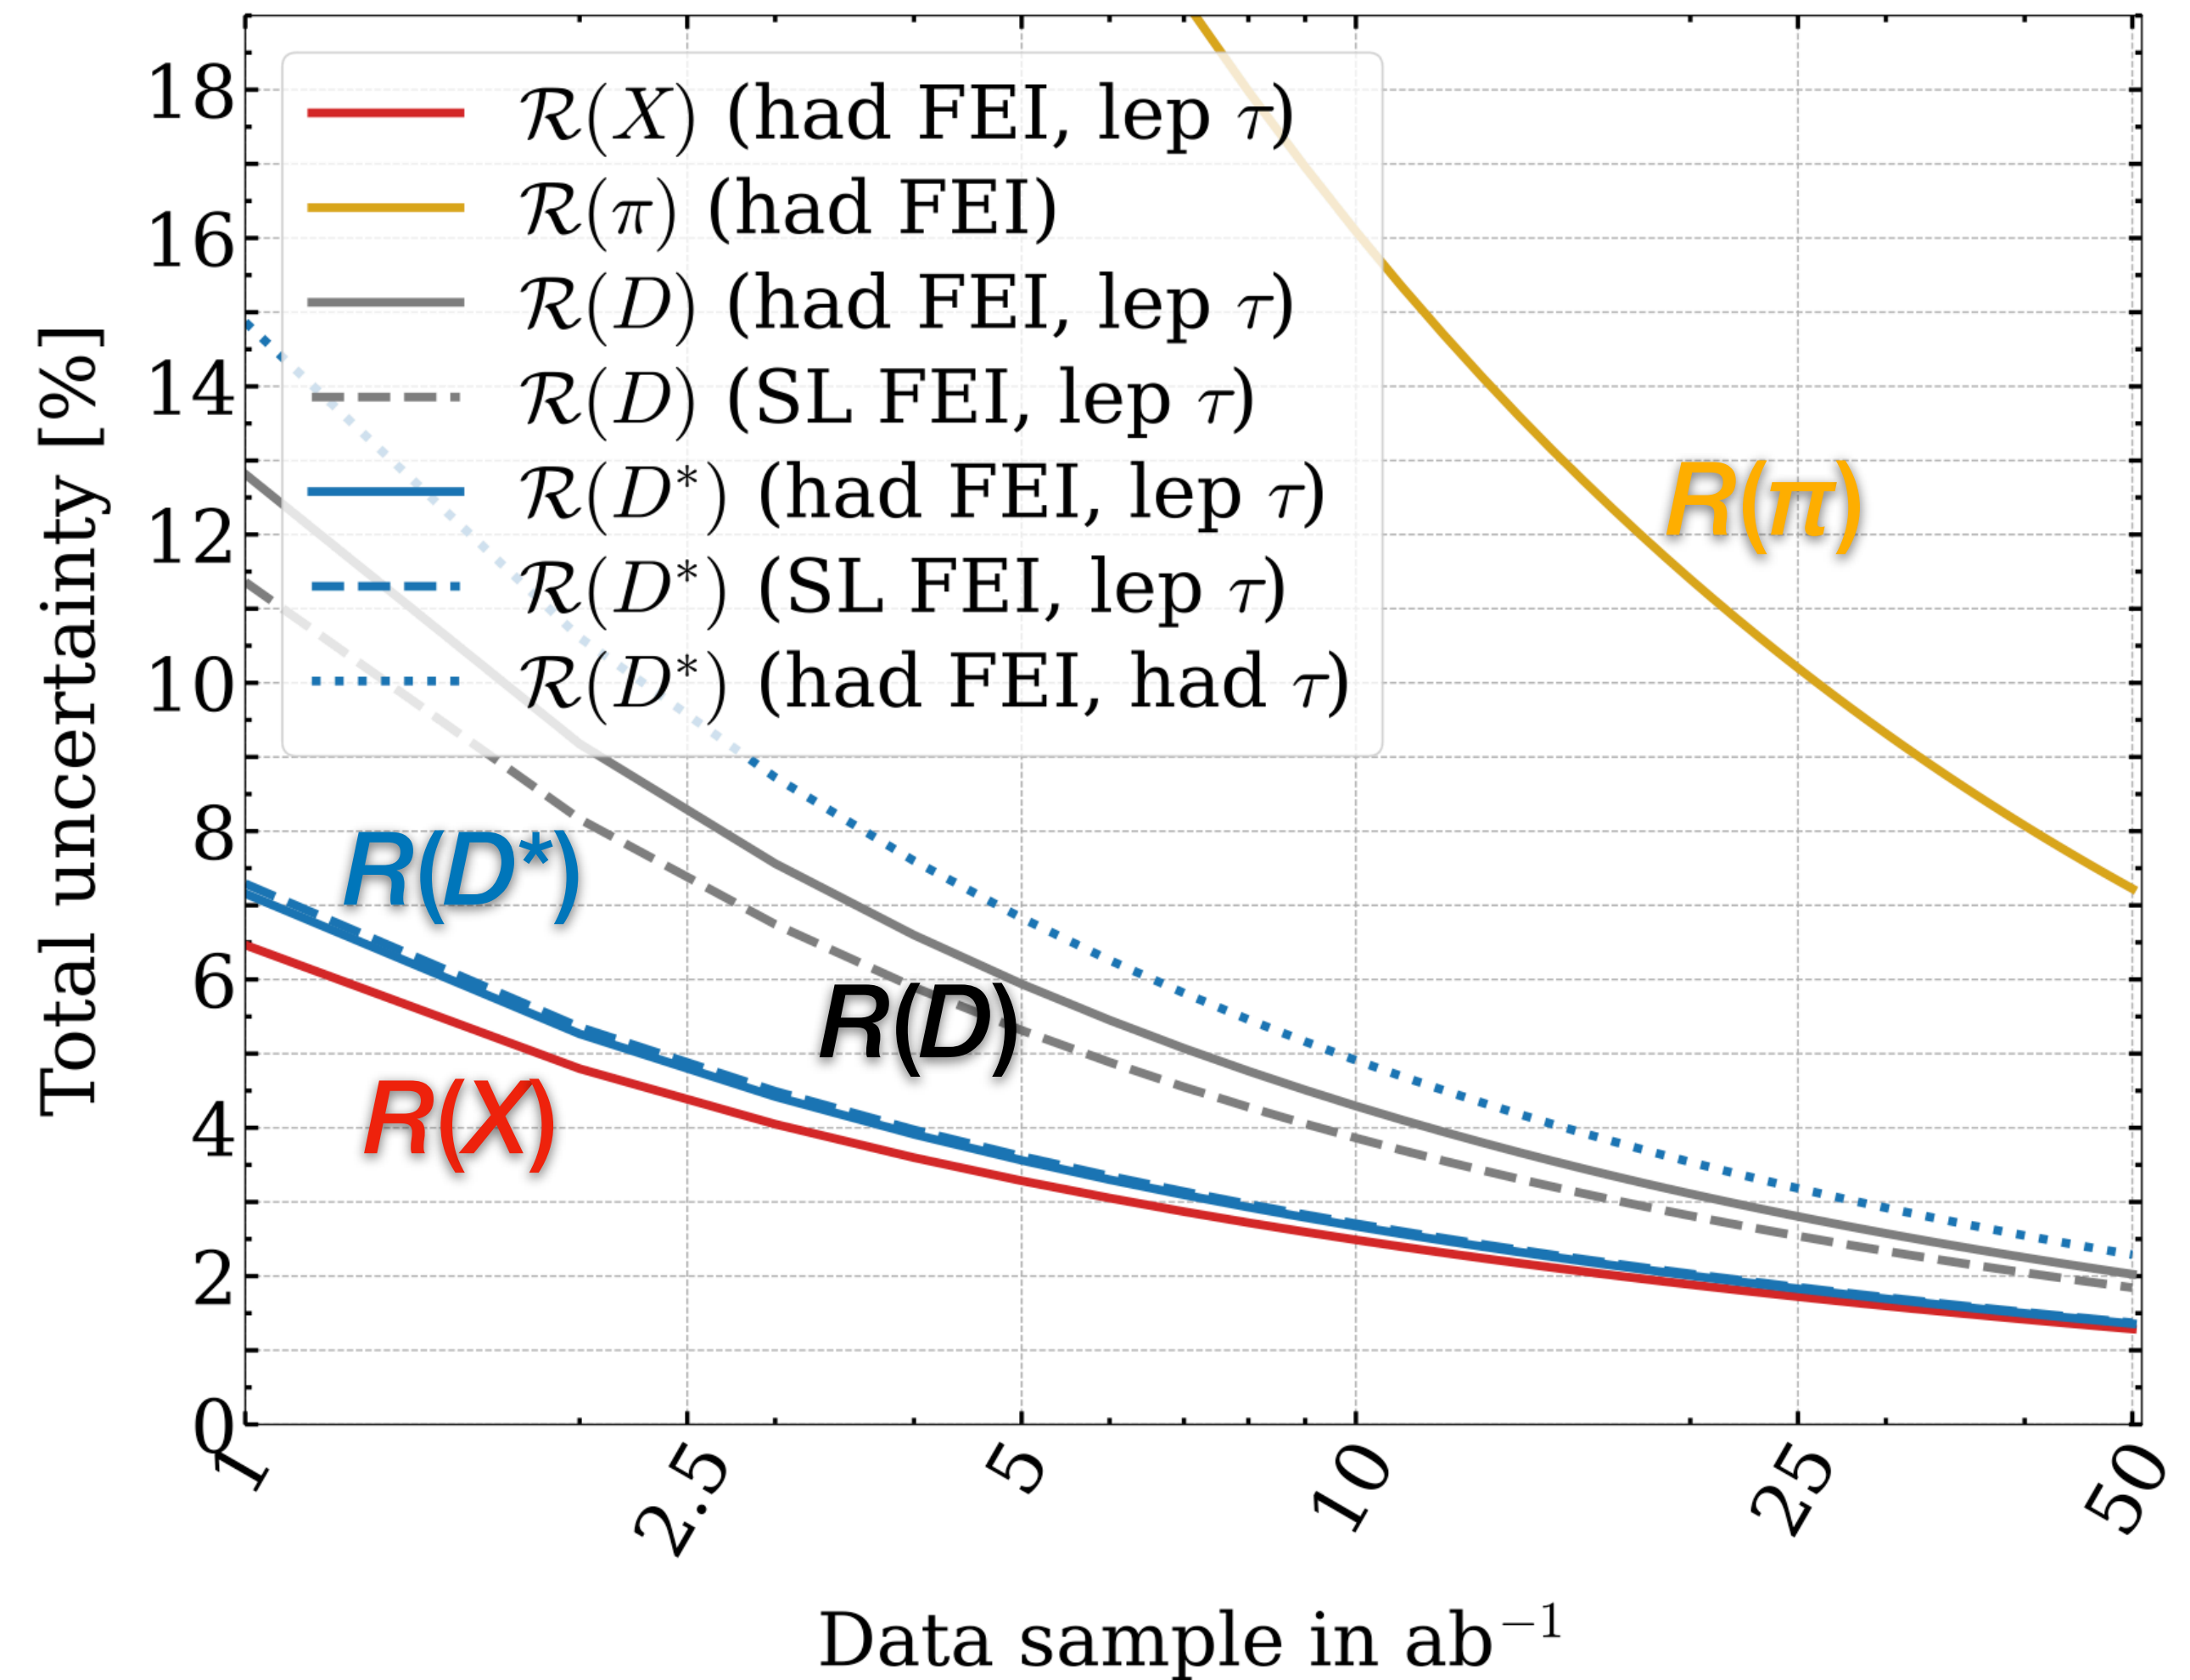 Total uncertainty [%]
18
16
14
12
10
8
6
4
2
0
ℛ(X) (had FEI, lep τ)
ℛ(π) (had FEI)
ℛ(D) (had FEI, lep τ)
ℛ(D) (SL FEI, lep τ)
ℛ(D*) (had FEI, lep τ)
ℛ(D*) (SL FEI, lep τ)
ℛ(D*) (had FEI, had τ)
R(π)
R(D*)
R(D)
R(X)
1
2.5
5
10
25
50
Data sample in ab⁻¹